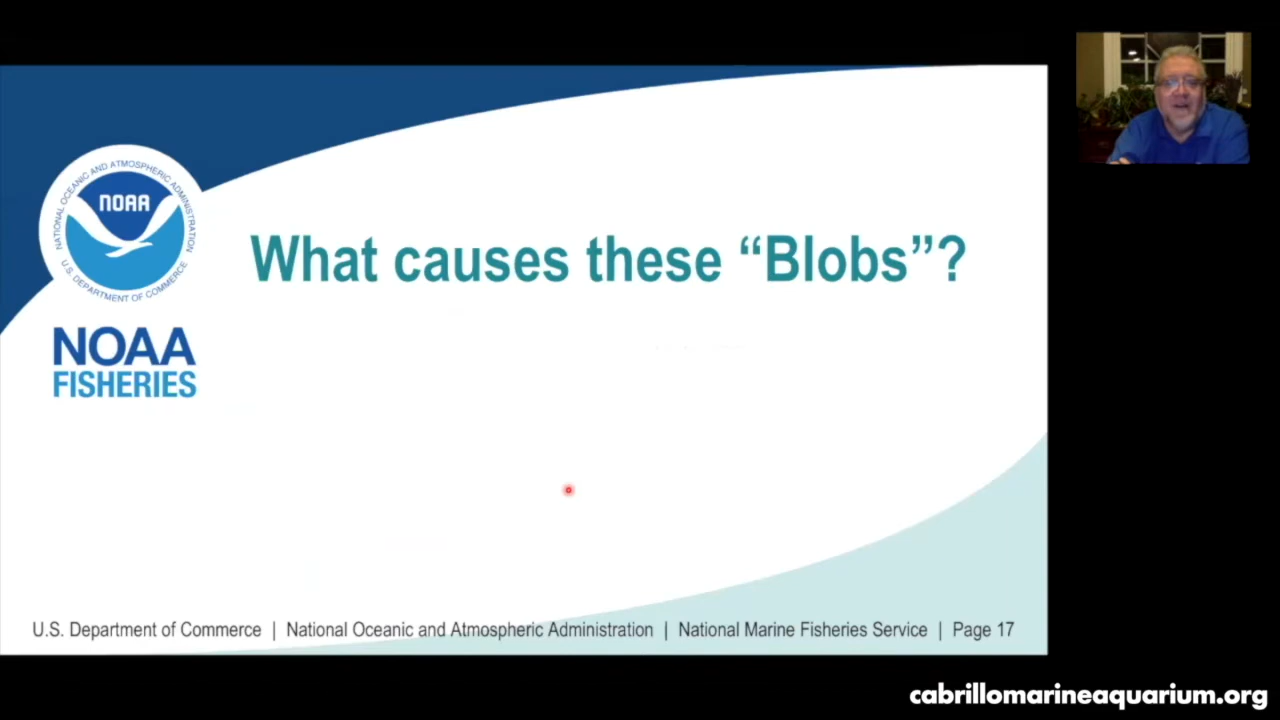 NATIONAL OCEANIC AND ATMOSPHERIC ADMINISTRATION
U.S. DEPARTMENT OF COMMERCE
NOAA
What causes these “Blobs”?
NOAA
FISHERIES
U.S. Department of Commerce | National Oceanic and Atmospheric Administration | National Marine Fisheries Service | Page 17
cabrillomarineaquarium.org